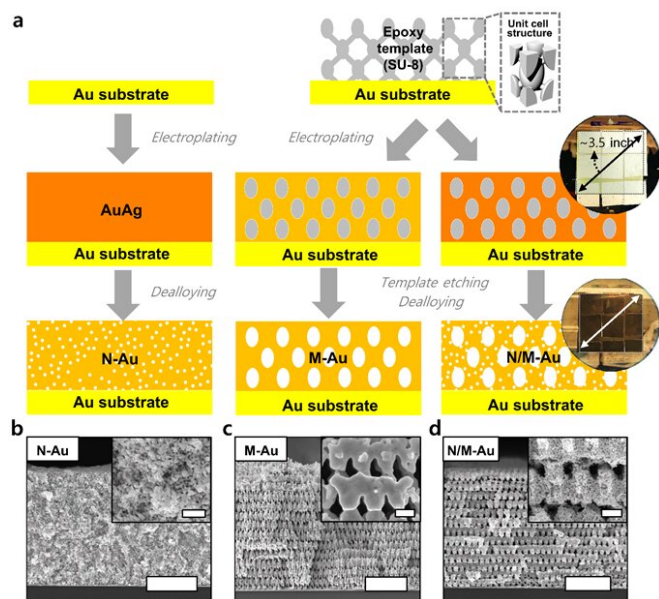 a
Epoxy
template
(SU-8)
Unit cell
structure
Au substrate
Au substrate
Electroplating
Electroplating
~3.5 inch
AuAg
Au substrate
Au substrate
Au substrate
Dealloying
Template etching
Dealloying
N-Au
M-Au
N/M-Au
Au substrate
Au substrate
Au substrate
b
N-Au
c
M-Au
d
N/M-Au